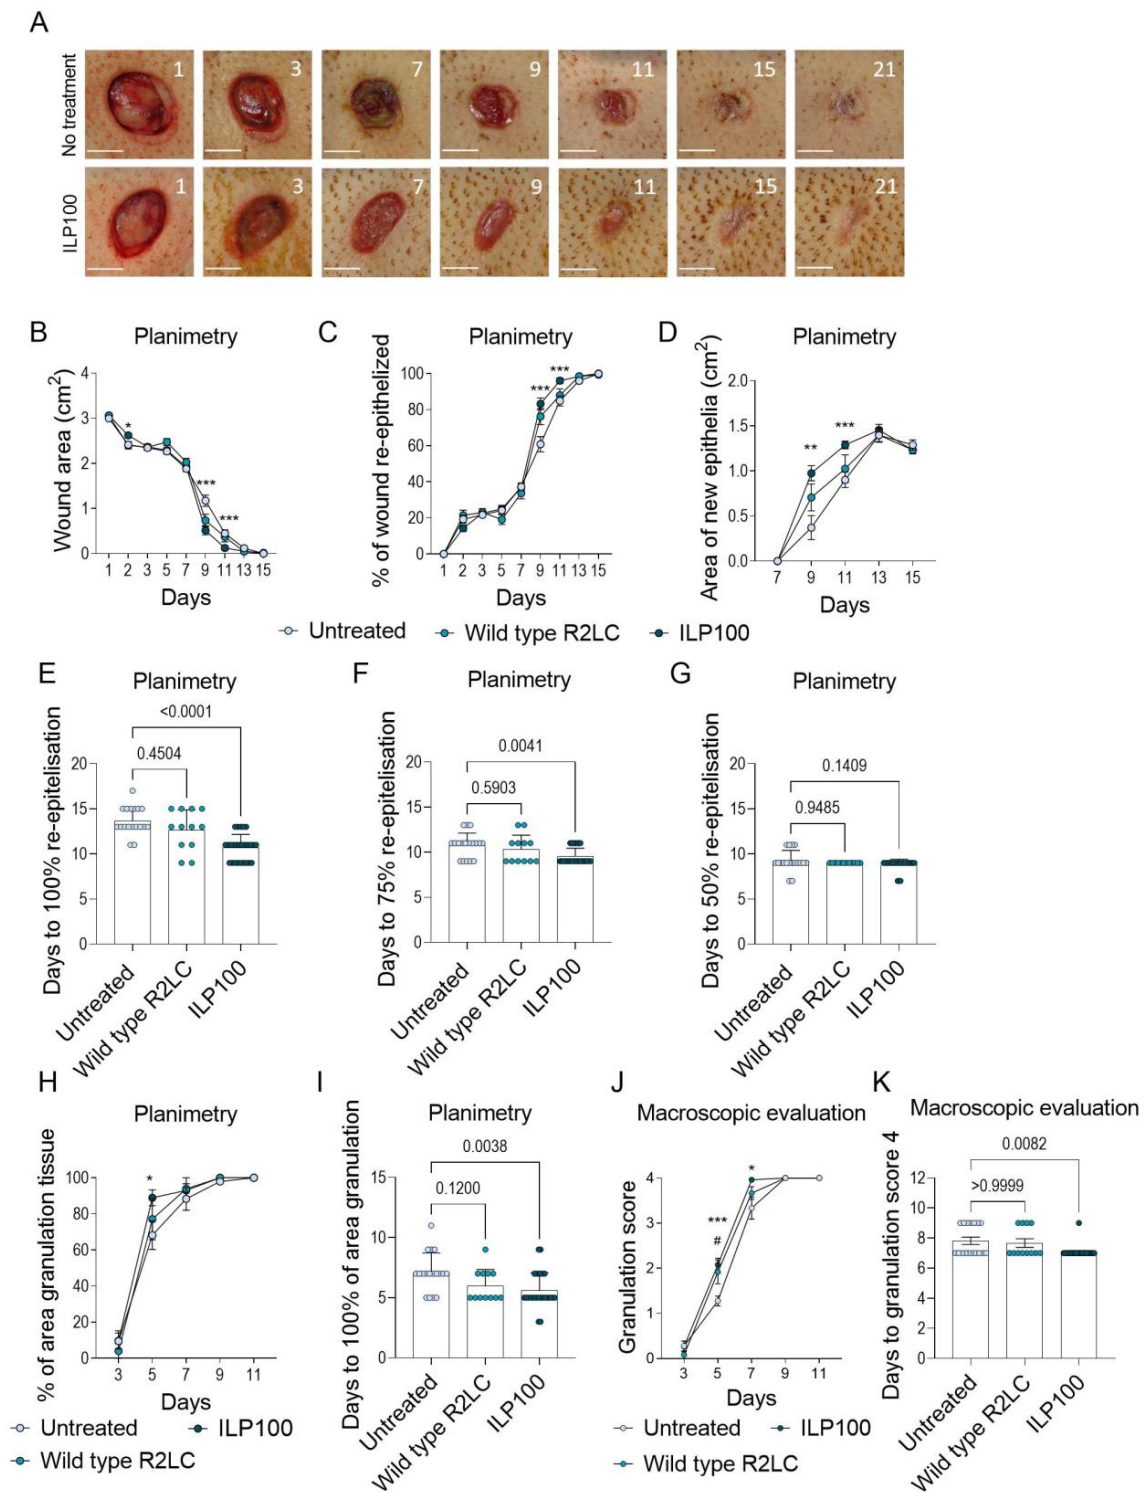 A
No treatment
1 3 7 9 11 15 21
ILP100
1 3 7 9 11 15 21
B
Planimetry
Wound area (cm2)
4
3
2
1
0
*
***
***
1 2 3 5 7 9 11 13 15
Days
C
Planimetry
% of wound re-epithelized
100
80
60
40
20
0
***
***
1 2 3 5 7 9 11 13 15
Days
D
Planimetry
Area of new epithelia (cm2)
2.0
1.5
1.0
0.5
0.0
**
***
7 9 11 13 15
Days
Untreated Wild type R2LC ILP100
E
Planimetry
Days to 100% re-epitelisation
<0.0001
0.4504
20
15
10
5
0
Untreated
Wild type R2LC
ILP100
F
Planimetry
Days to 75% re-epitelisation
0.0041
0.5903
20
15
10
5
0
Untreated
Wild type R2LC
ILP100
G
Planimetry
Days to 50% re-epitelisation
0.1409
0.9485
20
15
10
5
0
Untreated
Wild type R2LC
ILP100
H
Planimetry
% of area granulation tissue
100
80
60
40
20
0
*
3 5 7 9 11
Days
Untreated ILP100
Wild type R2LC
I
Planimetry
Days to 100% of area granulation
0.0038
0.1200
15
10
5
0
Untreated
Wild type R2LC
ILP100
J
Macroscopic evaluation
Granulation score
4
3
2
1
0
***
#
*
3 5 7 9 11
Days
Untreated ILP100
Wild type R2LC
K
Macroscopic evaluation
Days to granulation score 4
0.0082
>0.9999
12
10
8
6
4
2
0
Untreated
Wild type R2LC
ILP100